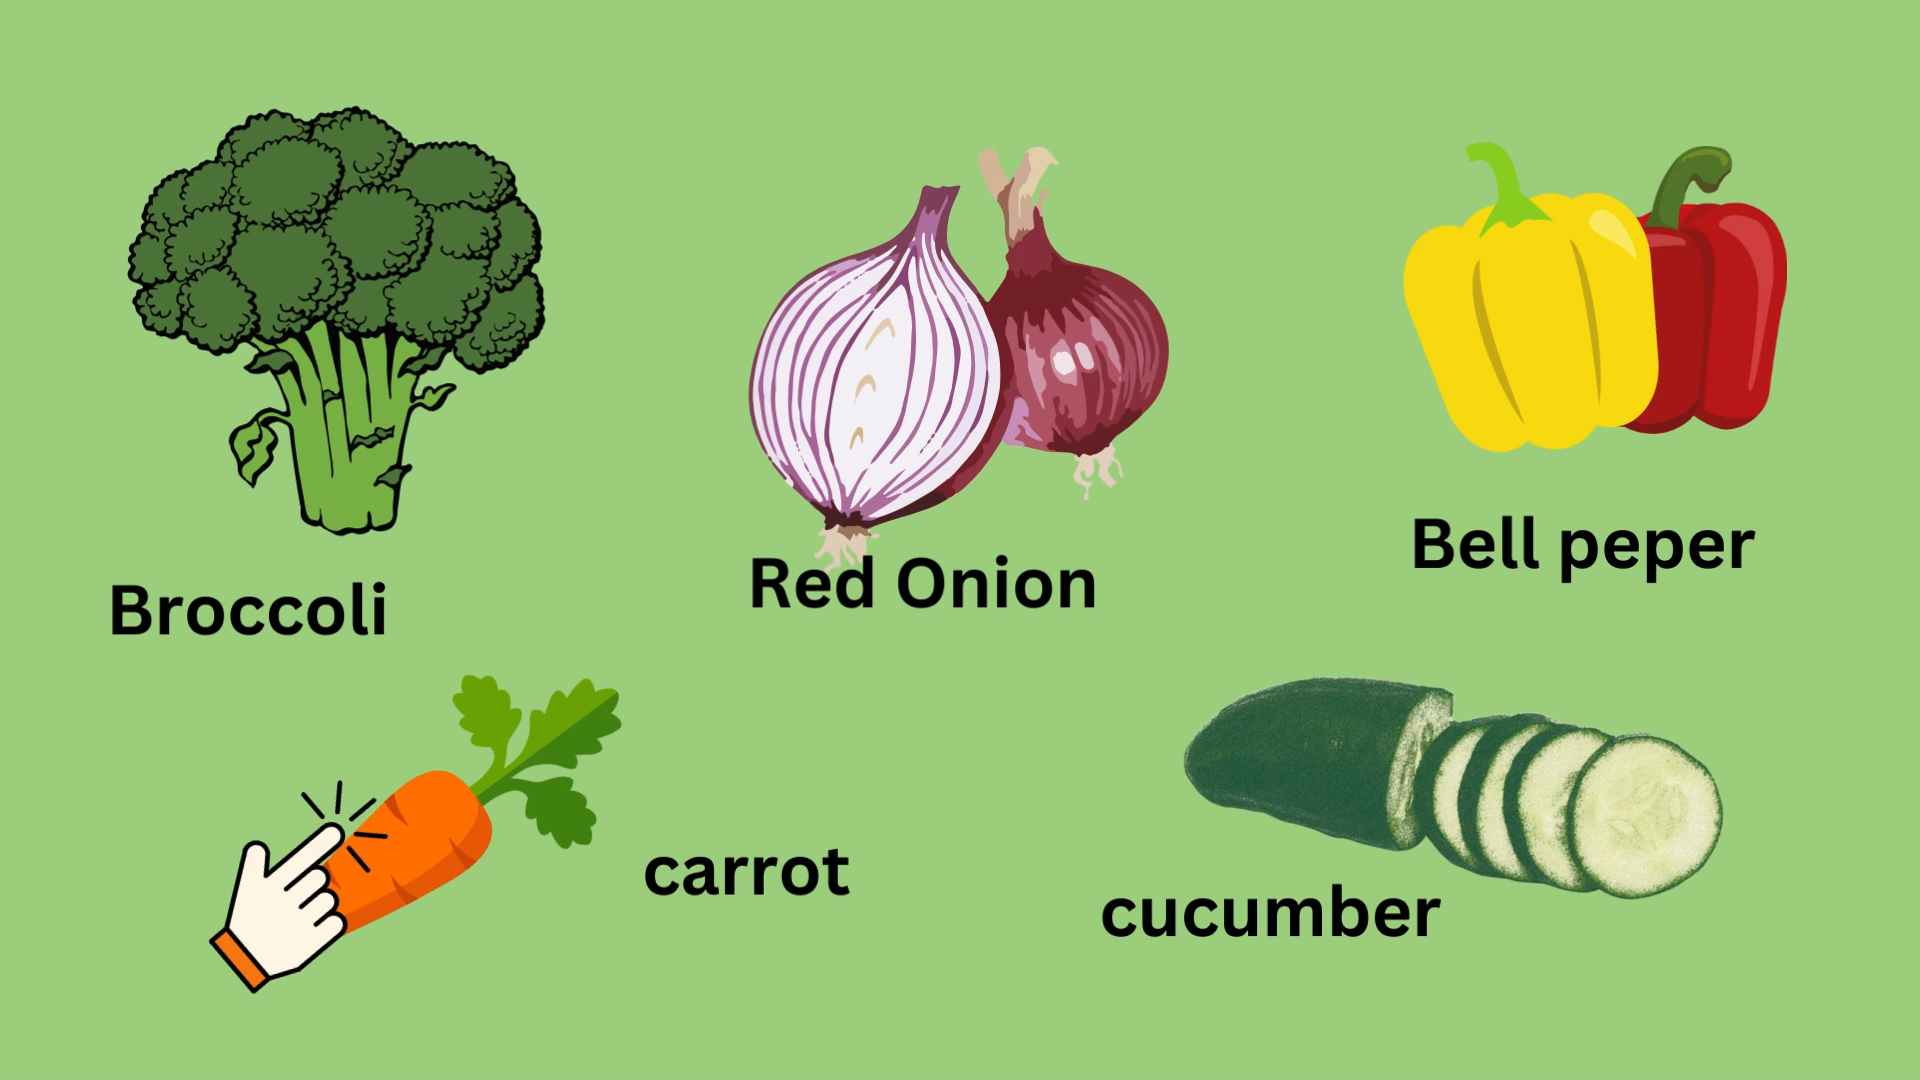 Broccoli
Red Onion
Bell peper
carrot
cucumber